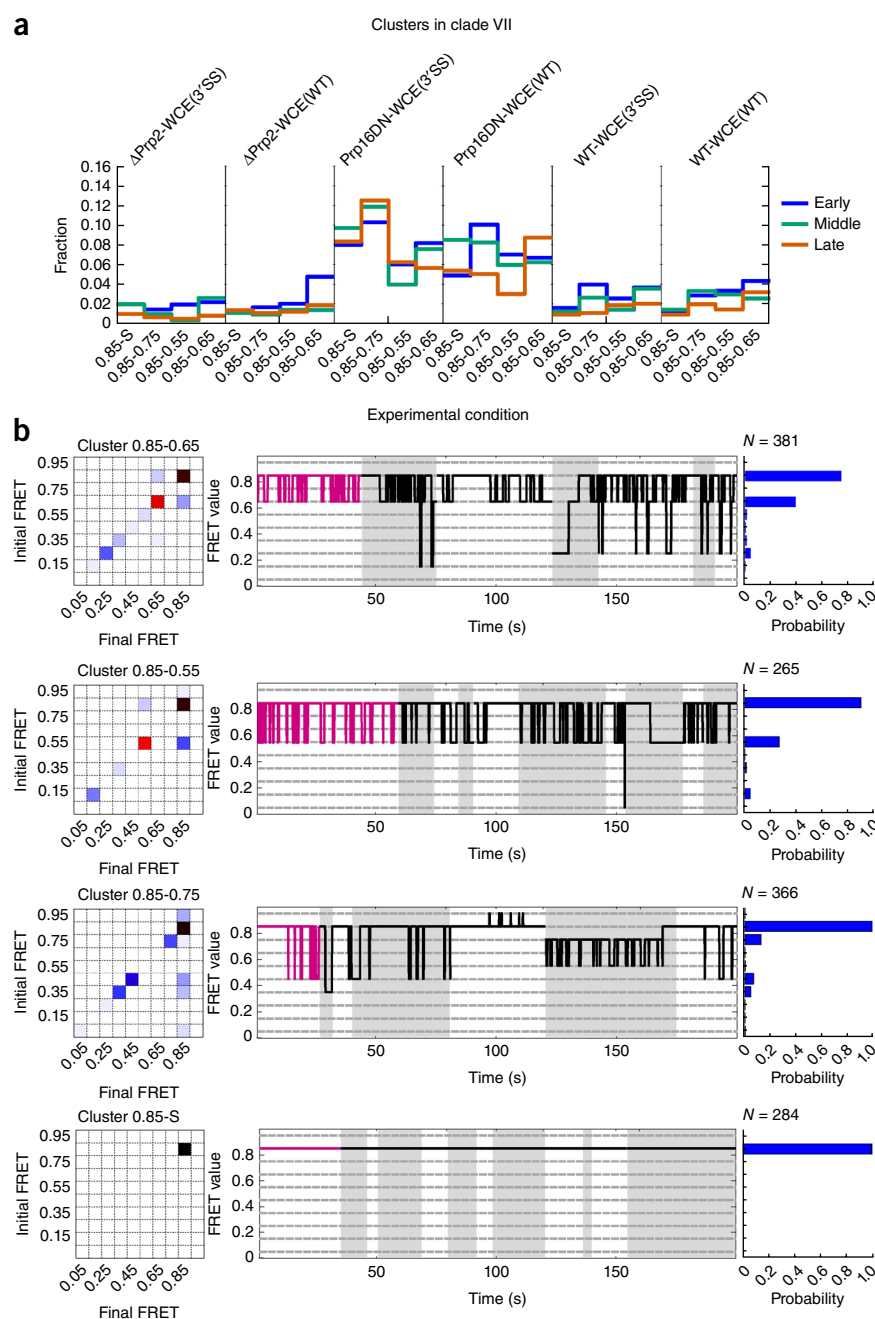 a
Clusters in clade VII
ΔPrp2-WCE(3′SS)
ΔPrp2-WCE(WT)
Prp16DN-WCE(3′SS)
Prp16DN-WCE(WT)
WT-WCE(3′SS)
WT-WCE(WT)
Fraction
0.16
0.14
0.12
0.10
0.08
0.06
0.04
0.02
0
Early
Middle
Late
0.85-S
0.85-0.75
0.85-0.55
0.85-0.65
0.85-S
0.85-0.75
0.85-0.55
0.85-0.65
0.85-S
0.85-0.75
0.85-0.55
0.85-0.65
0.85-S
0.85-0.75
0.85-0.55
0.85-0.65
0.85-S
0.85-0.75
0.85-0.55
0.85-0.65
0.85-S
0.85-0.75
0.85-0.55
0.85-0.65
Experimental condition
b
Cluster 0.85-0.65
Initial FRET
0.95
0.75
0.55
0.35
0.15
0.05
0.25
0.45
0.65
0.85
Final FRET
FRET value
0.8
0.6
0.4
0.2
0
50
100
150
Time (s)
N = 381
0
0.2
0.4
0.6
0.8
1.0
Probability
Cluster 0.85-0.55
Initial FRET
0.95
0.75
0.55
0.35
0.15
0.05
0.25
0.45
0.65
0.85
Final FRET
FRET value
0.8
0.6
0.4
0.2
0
50
100
150
Time (s)
N = 265
0
0.2
0.4
0.6
0.8
1.0
Probability
Cluster 0.85-0.75
Initial FRET
0.95
0.75
0.55
0.35
0.15
0.05
0.25
0.45
0.65
0.85
Final FRET
FRET value
0.8
0.6
0.4
0.2
0
50
100
150
Time (s)
N = 366
0
0.2
0.4
0.6
0.8
1.0
Probability
Cluster 0.85-S
Initial FRET
0.95
0.75
0.55
0.35
0.15
0.05
0.25
0.45
0.65
0.85
Final FRET
FRET value
0.8
0.6
0.4
0.2
0
50
100
150
Time (s)
N = 284
0
0.2
0.4
0.6
0.8
1.0
Probability